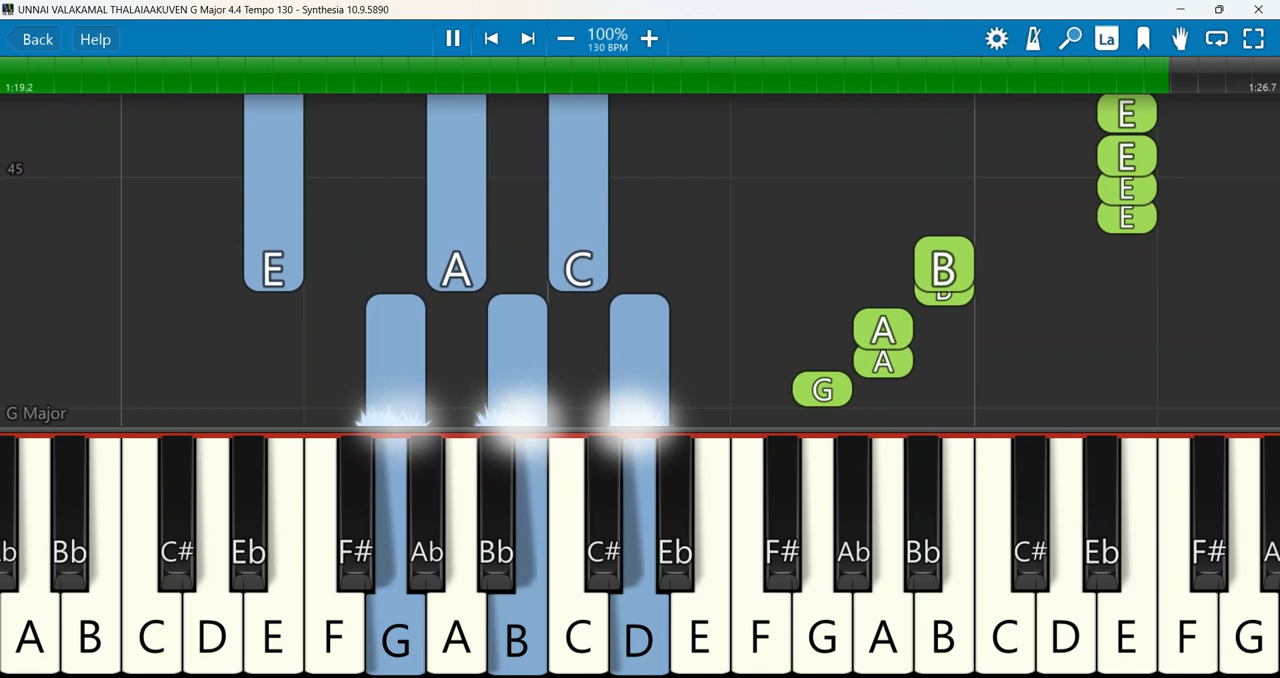 UNNAI VALAKAMAL THALAIAAKUVEN G Major 4.4 Tempo 130 - Synthesia 10.9.5890
Back Help 100% La
130 BPM
1:19.2 1:26.7
E
E
45
E
E
E A C B
B
A
A
G
G Major
b Bb C# Eb F# Ab Bb C# Eb F# Ab Bb C# Eb F# A
A B C D E F G A B C D E F G A B C D E F G